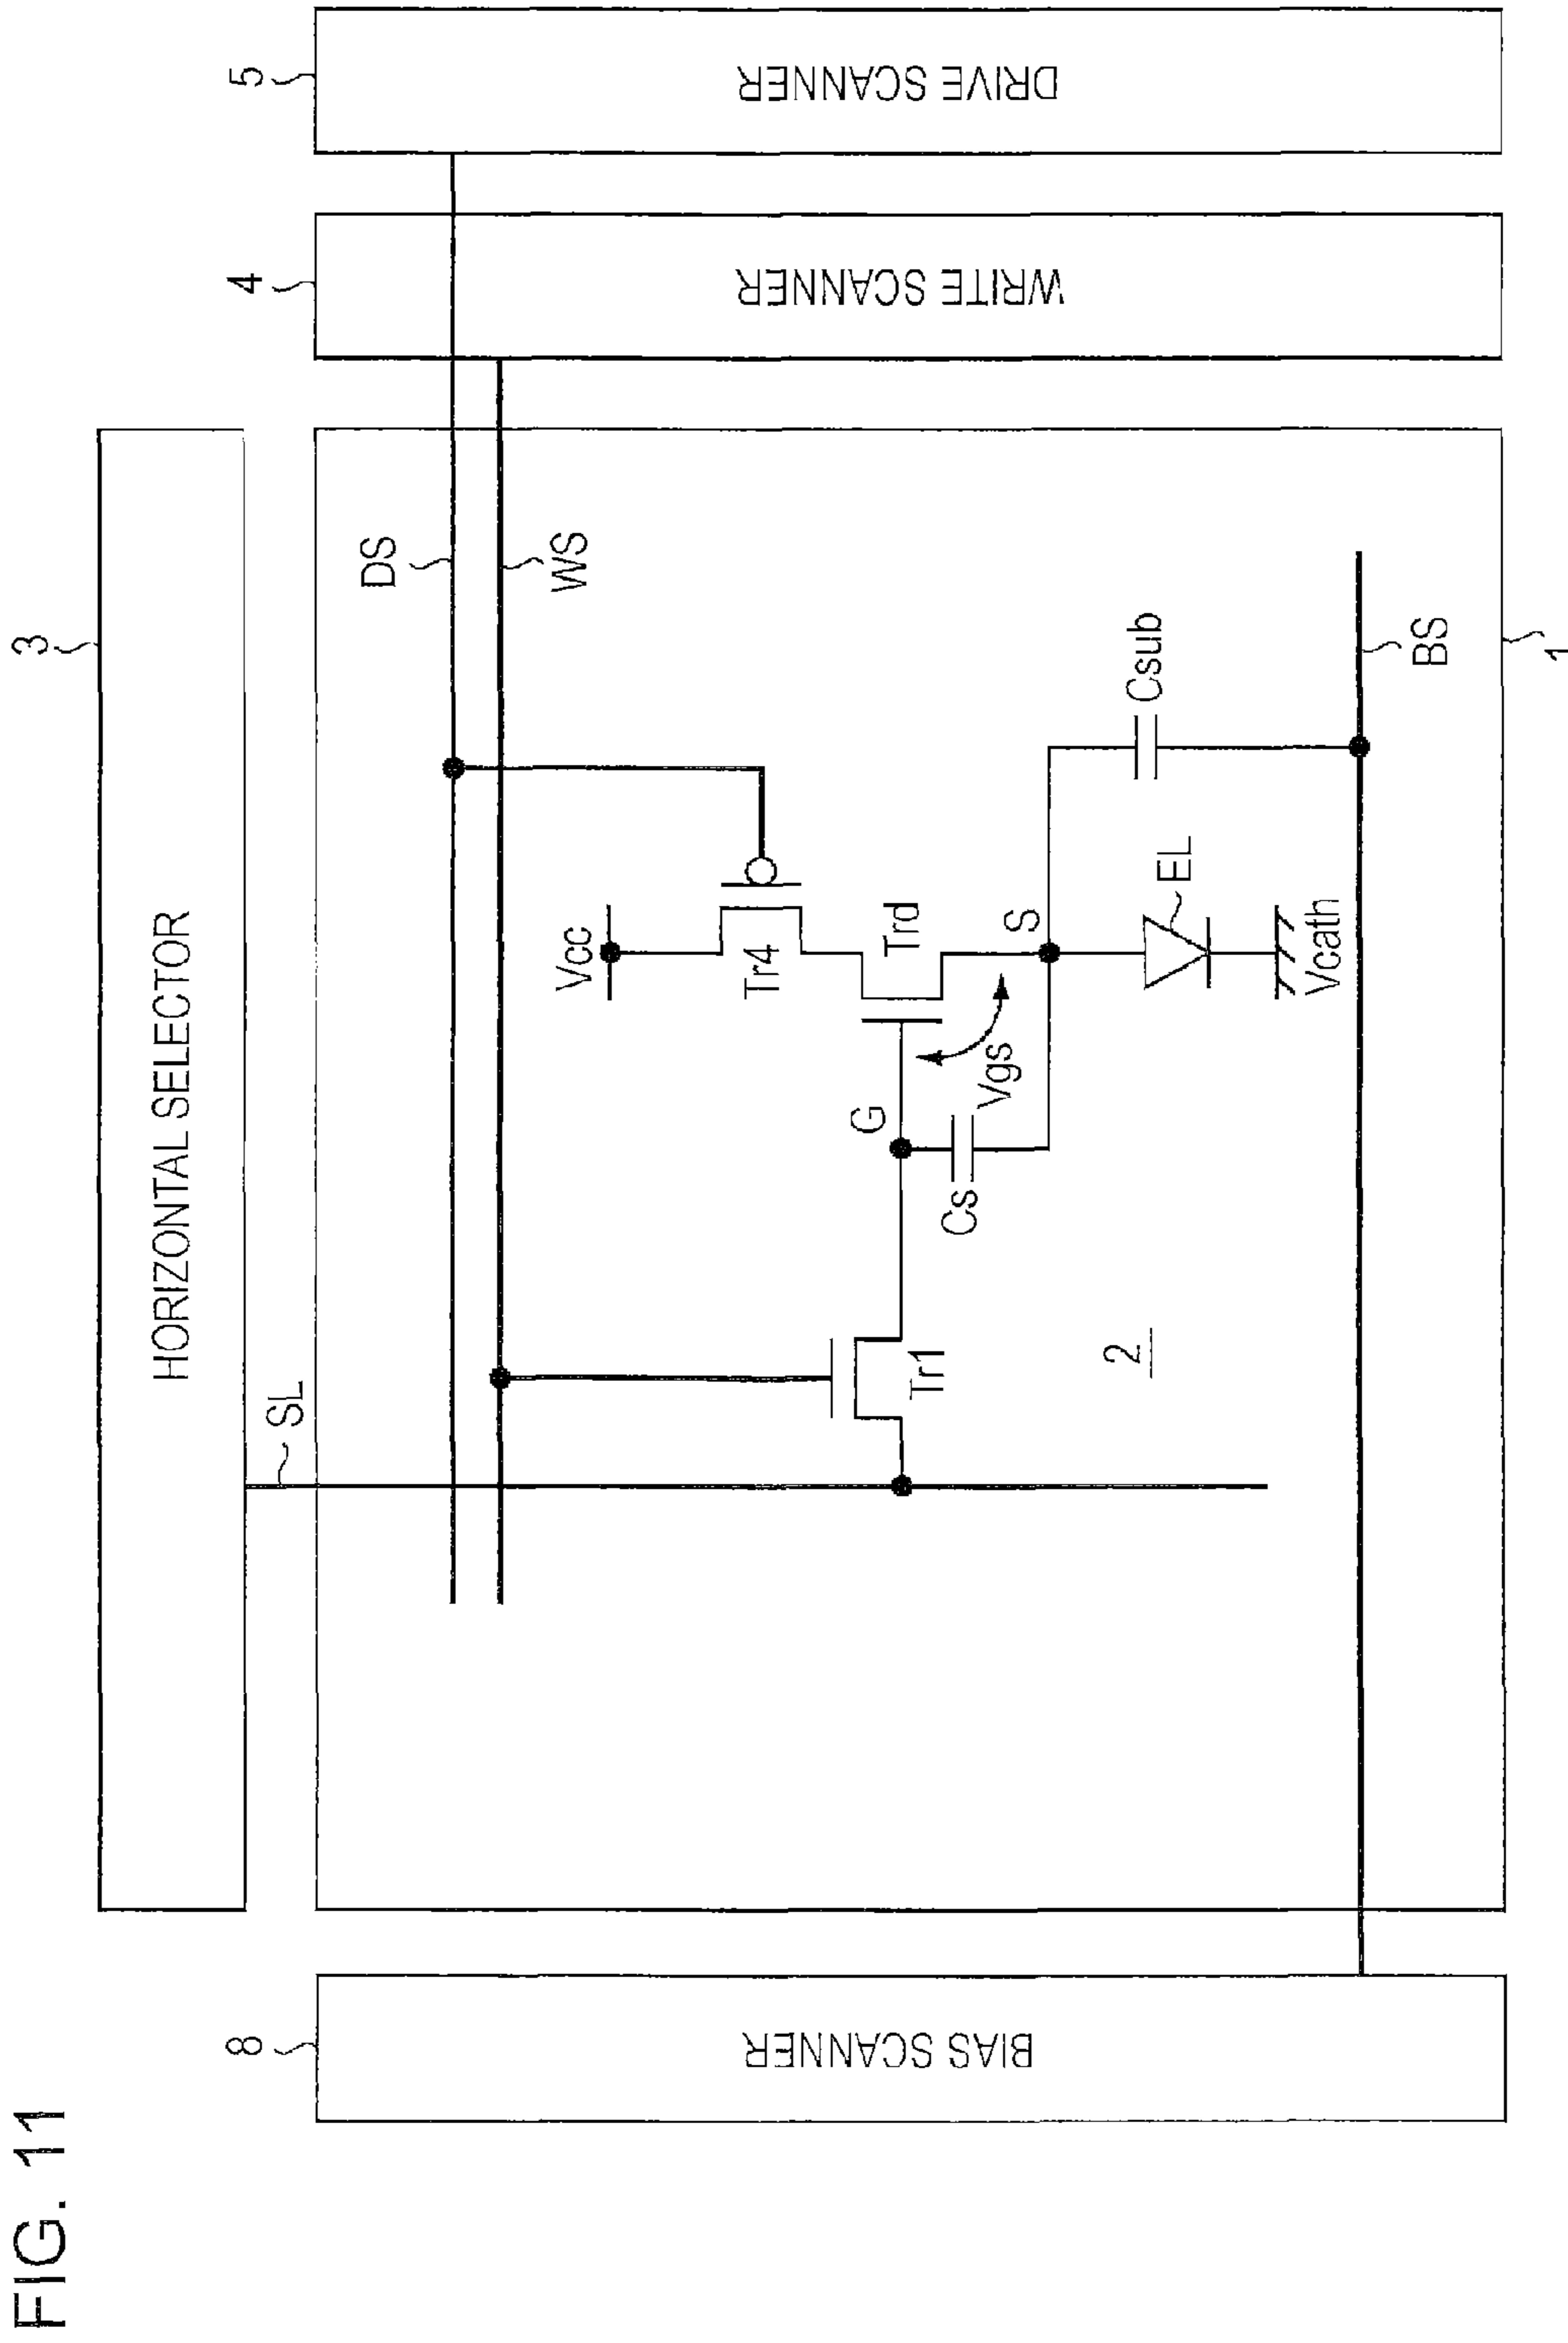 FIG. 11
3
HORIZONTAL SELECTOR
8
SL
4
5
DS
WS
Vcc
Tr4
Trd
G
Vgs
S
Cs
Csub
Tr1
EL
2
Vcath
BS
1
BIAS SCANNER
WRITE SCANNER
DRIVE SCANNER